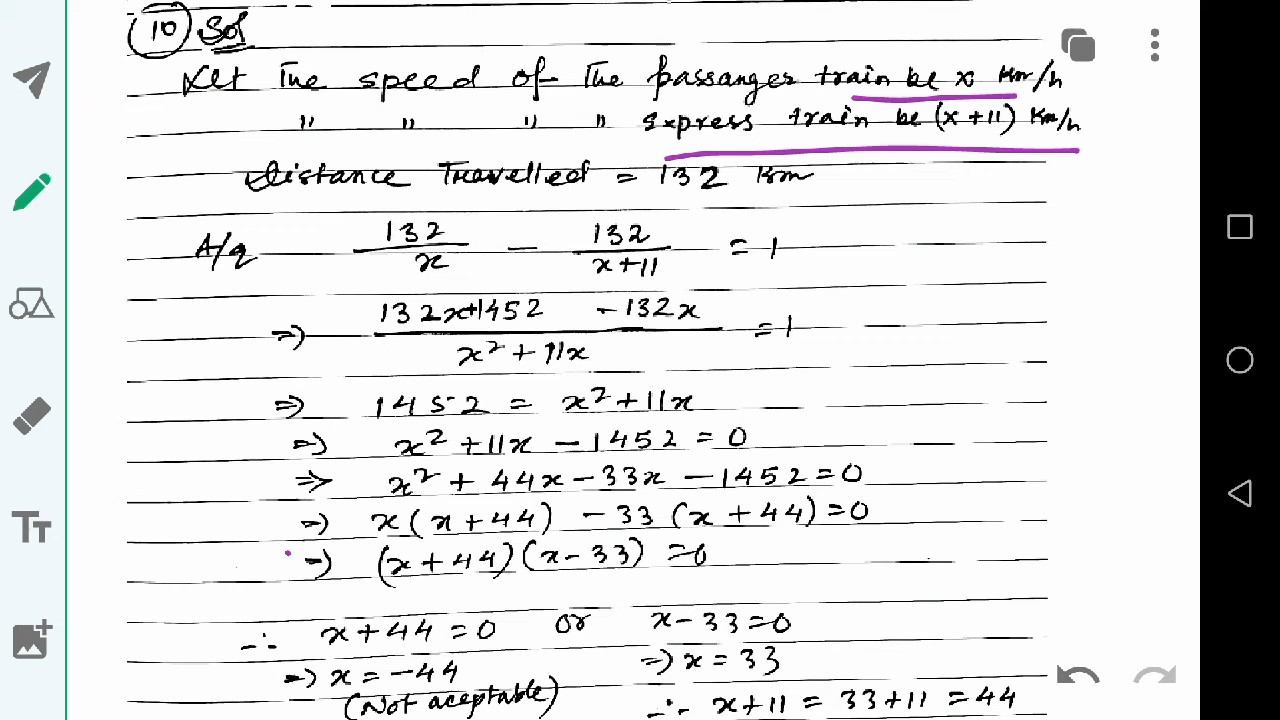 10 Sol
Let The speed of The passanger train be x Km/h
" " " " Express train be (x+11) Km/h
Distance Travelled = 132 Km
A/q 132/x - 132/x+11 = 1
=> 132x+1452 - 132x / x² + 11x = 1
=> 1452 = x² + 11x
=> x² + 11x - 1452 = 0
=> x² + 44x - 33x - 1452 = 0
=> x(x+44) - 33(x+44) = 0
=> (x+44)(x-33) = 0
∴ x+44 = 0 or x-33 = 0
=> x = -44 => x = 33
(Not aceptable) ∴ x+11 = 33+11 = 44
TT